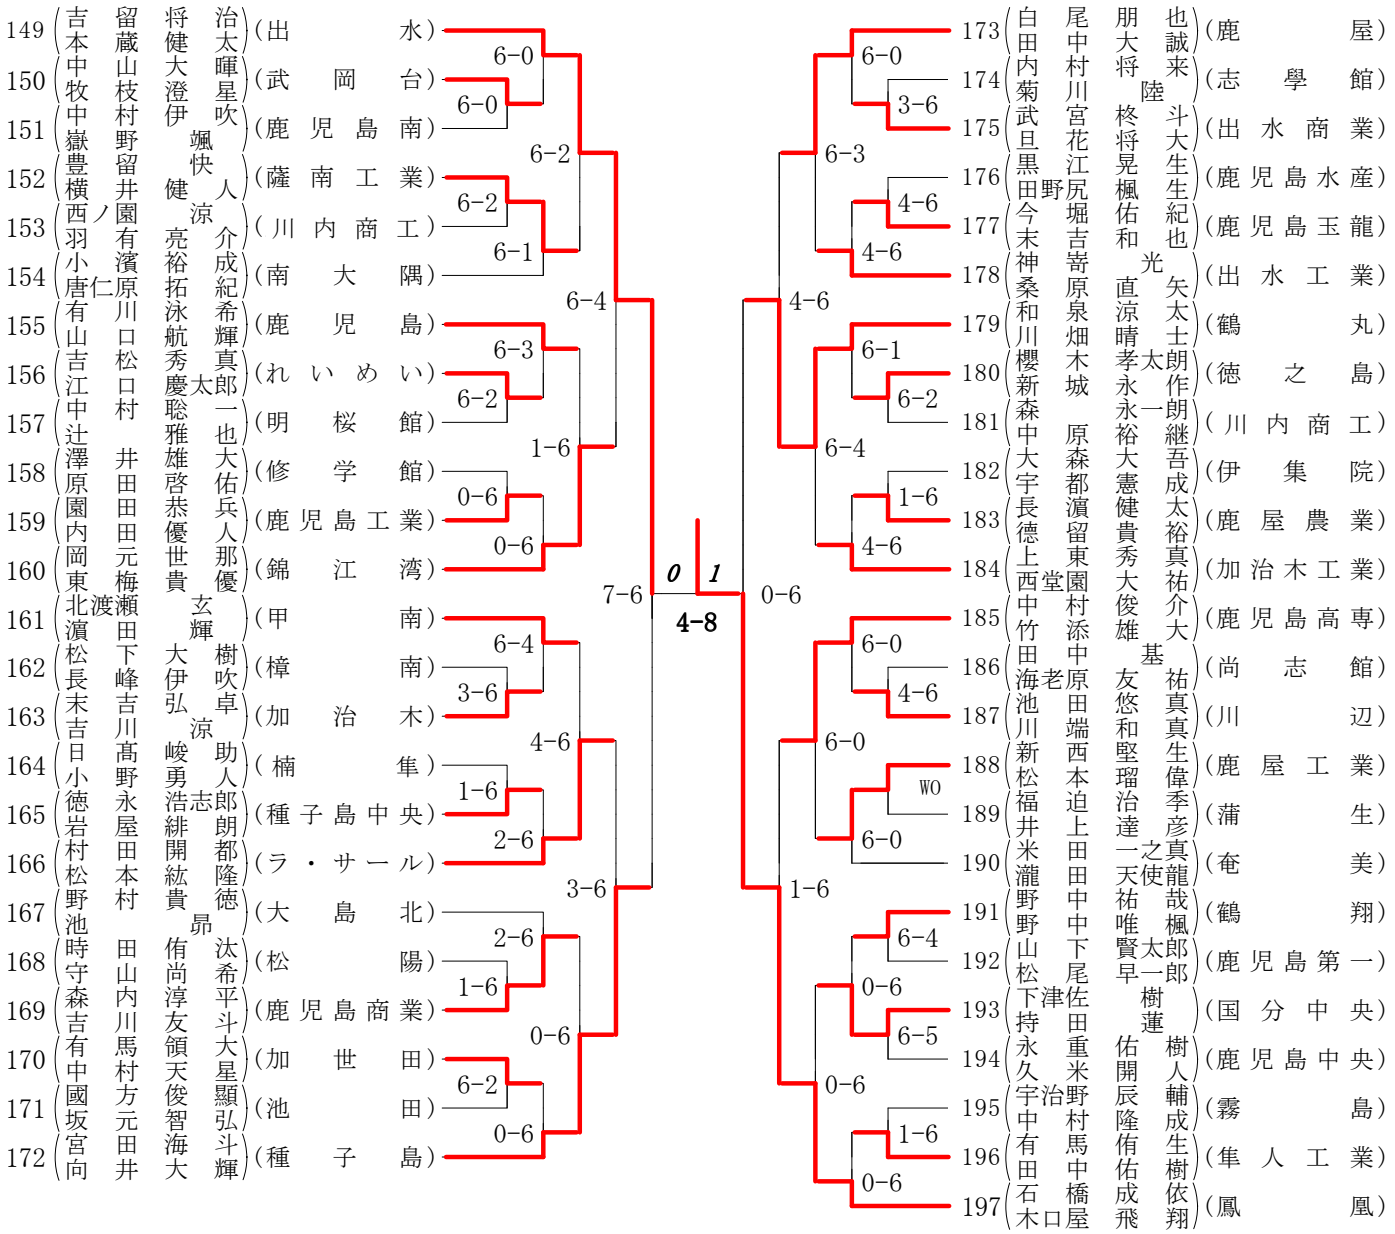 149 (吉留将治 本蔵健太) (出水)
150 (中山大暉 牧枝澄星) (武岡台)
151 (中村伊吹 嶽野颯) (鹿児島南)
152 (豊留快 横井健人) (薩南工業)
153 (西ノ園涼 羽有亮介) (川内商工)
154 (小濱裕成 唐仁原拓紀) (南大隅)
155 (有川泳希 山口航輝) (鹿児島)
156 (吉松秀真 江口慶太郎) (れいめい)
157 (中村聡一 辻雅也) (明桜館)
158 (澤井雄大 原田啓佑) (修学館)
159 (園田恭兵 内田優人) (鹿児島工業)
160 (岡元世那 東梅貴優) (錦江湾)
161 (北渡瀬玄 濵田輝) (甲南)
162 (松下大樹 長峰伊吹) (樟南)
163 (末吉弘卓 吉川涼) (加治木)
164 (日髙峻助 小野勇人) (楠隼)
165 (徳永浩志郎 岩屋緋朗) (種子島中央)
166 (村田開都 松本紘隆) (ラ・サール)
167 (野村貴徳 池昴) (大島北)
168 (時田侑汰 守山尚希) (松陽)
169 (森内淳平 吉川友斗) (鹿児島商業)
170 (有馬領大 中村天星) (加世田)
171 (國方俊顯 坂元智弘) (池田)
172 (宮田海斗 向井大輝) (種子島)
6-0
6-0
6-2
6-2
6-1
6-4
6-3
6-2
1-6
0-6
0-6
7-6
6-4
3-6
4-6
1-6
2-6
3-6
2-6
1-6
0-6
6-2
0-6
0 1
4-8
6-0
3-6
6-3
4-6
4-6
4-6
6-1
6-2
6-4
1-6
4-6
0-6
6-0
4-6
6-0
WO
6-0
1-6
6-4
0-6
6-5
0-6
1-6
0-6
173 (白尾朋也 田中大誠) (鹿屋)
174 (内村将来 菊川陸) (志學館)
175 (武宮柊斗 旦花将大) (出水商業)
176 (黒江晃生 田野尻楓生) (鹿児島水産)
177 (今堀佑紀 末吉和也) (鹿児島玉龍)
178 (神嵜光 桑原直矢) (出水工業)
179 (和泉涼太 川畑晴士) (鶴丸)
180 (櫻木孝太朗 新城永作) (徳之島)
181 (森永一朗 中原裕継) (川内商工)
182 (大森大吾 宇都憲成) (伊集院)
183 (長濵健太 德留貴裕) (鹿屋農業)
184 (上東秀真 西堂園大祐) (加治木工業)
185 (中村俊介 竹添雄大) (鹿児島高専)
186 (田中基 海老原友祐) (尚志館)
187 (池田悠真 川端和真) (川辺)
188 (新西堅生 松本瑠偉) (鹿屋工業)
189 (福迫治季 井上達彦) (蒲生)
190 (米田一之真 瀧田天使龍) (奄美)
191 (野中祐哉 野中唯楓) (鶴翔)
192 (山下賢太郎 松尾早一郎) (鹿児島第一)
193 (下津佐樹 持田蓮) (国分中央)
194 (永重佑樹 久米開人) (鹿児島中央)
195 (宇治野辰輔 中村隆成) (霧島)
196 (有馬侑生 田中佑樹) (隼人工業)
197 (石橋成依 木口屋飛翔) (鳳凰)